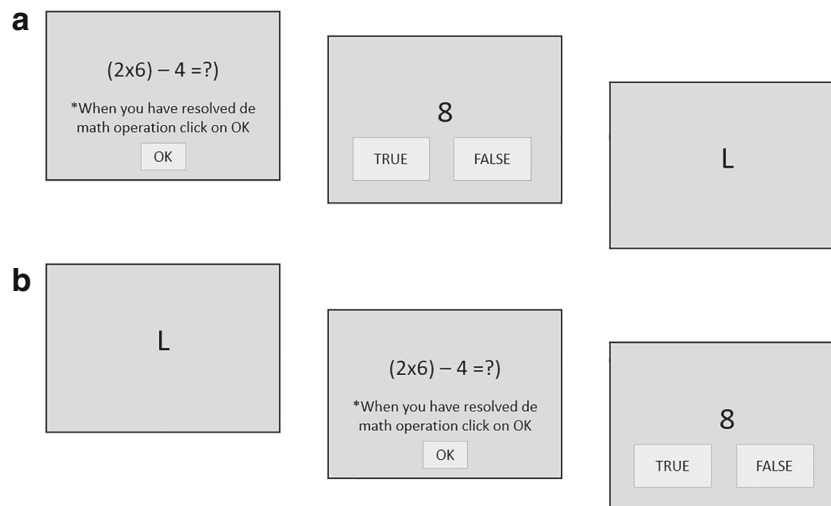 a
(2x6) – 4 =?)
*When you have resolved de
math operation click on OK
OK
8
TRUE FALSE
L
b
L
(2x6) – 4 =?)
*When you have resolved de
math operation click on OK
OK
8
TRUE FALSE